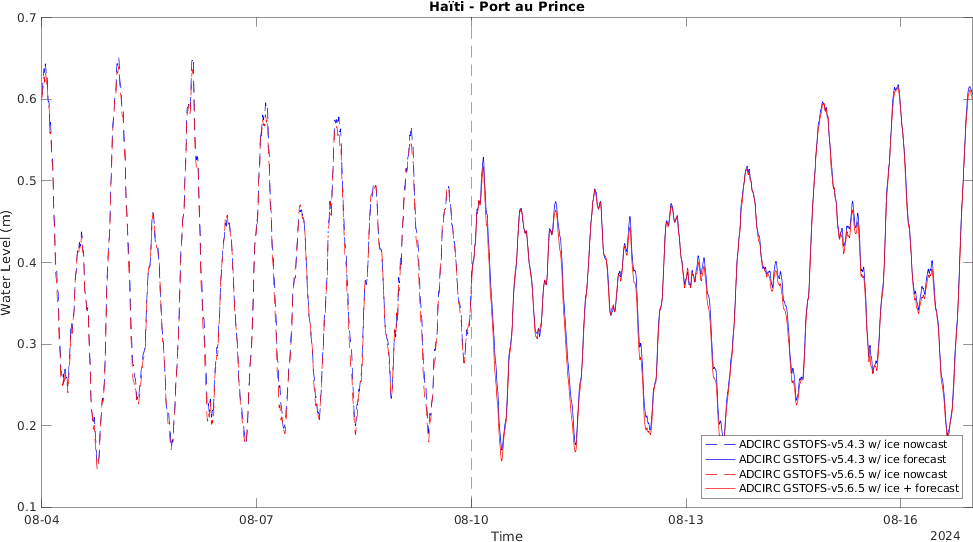 Haïti - Port au Prince
0.7
0.6
0.5
0.4
0.3
0.2
0.1
Water Level (m)
08-04
08-07
08-10
08-13
08-16
Time
2024
ADCIRC GSTOFS-v5.4.3 w/ ice nowcast
ADCIRC GSTOFS-v5.4.3 w/ ice forecast
ADCIRC GSTOFS-v5.6.5 w/ ice nowcast
ADCIRC GSTOFS-v5.6.5 w/ ice + forecast